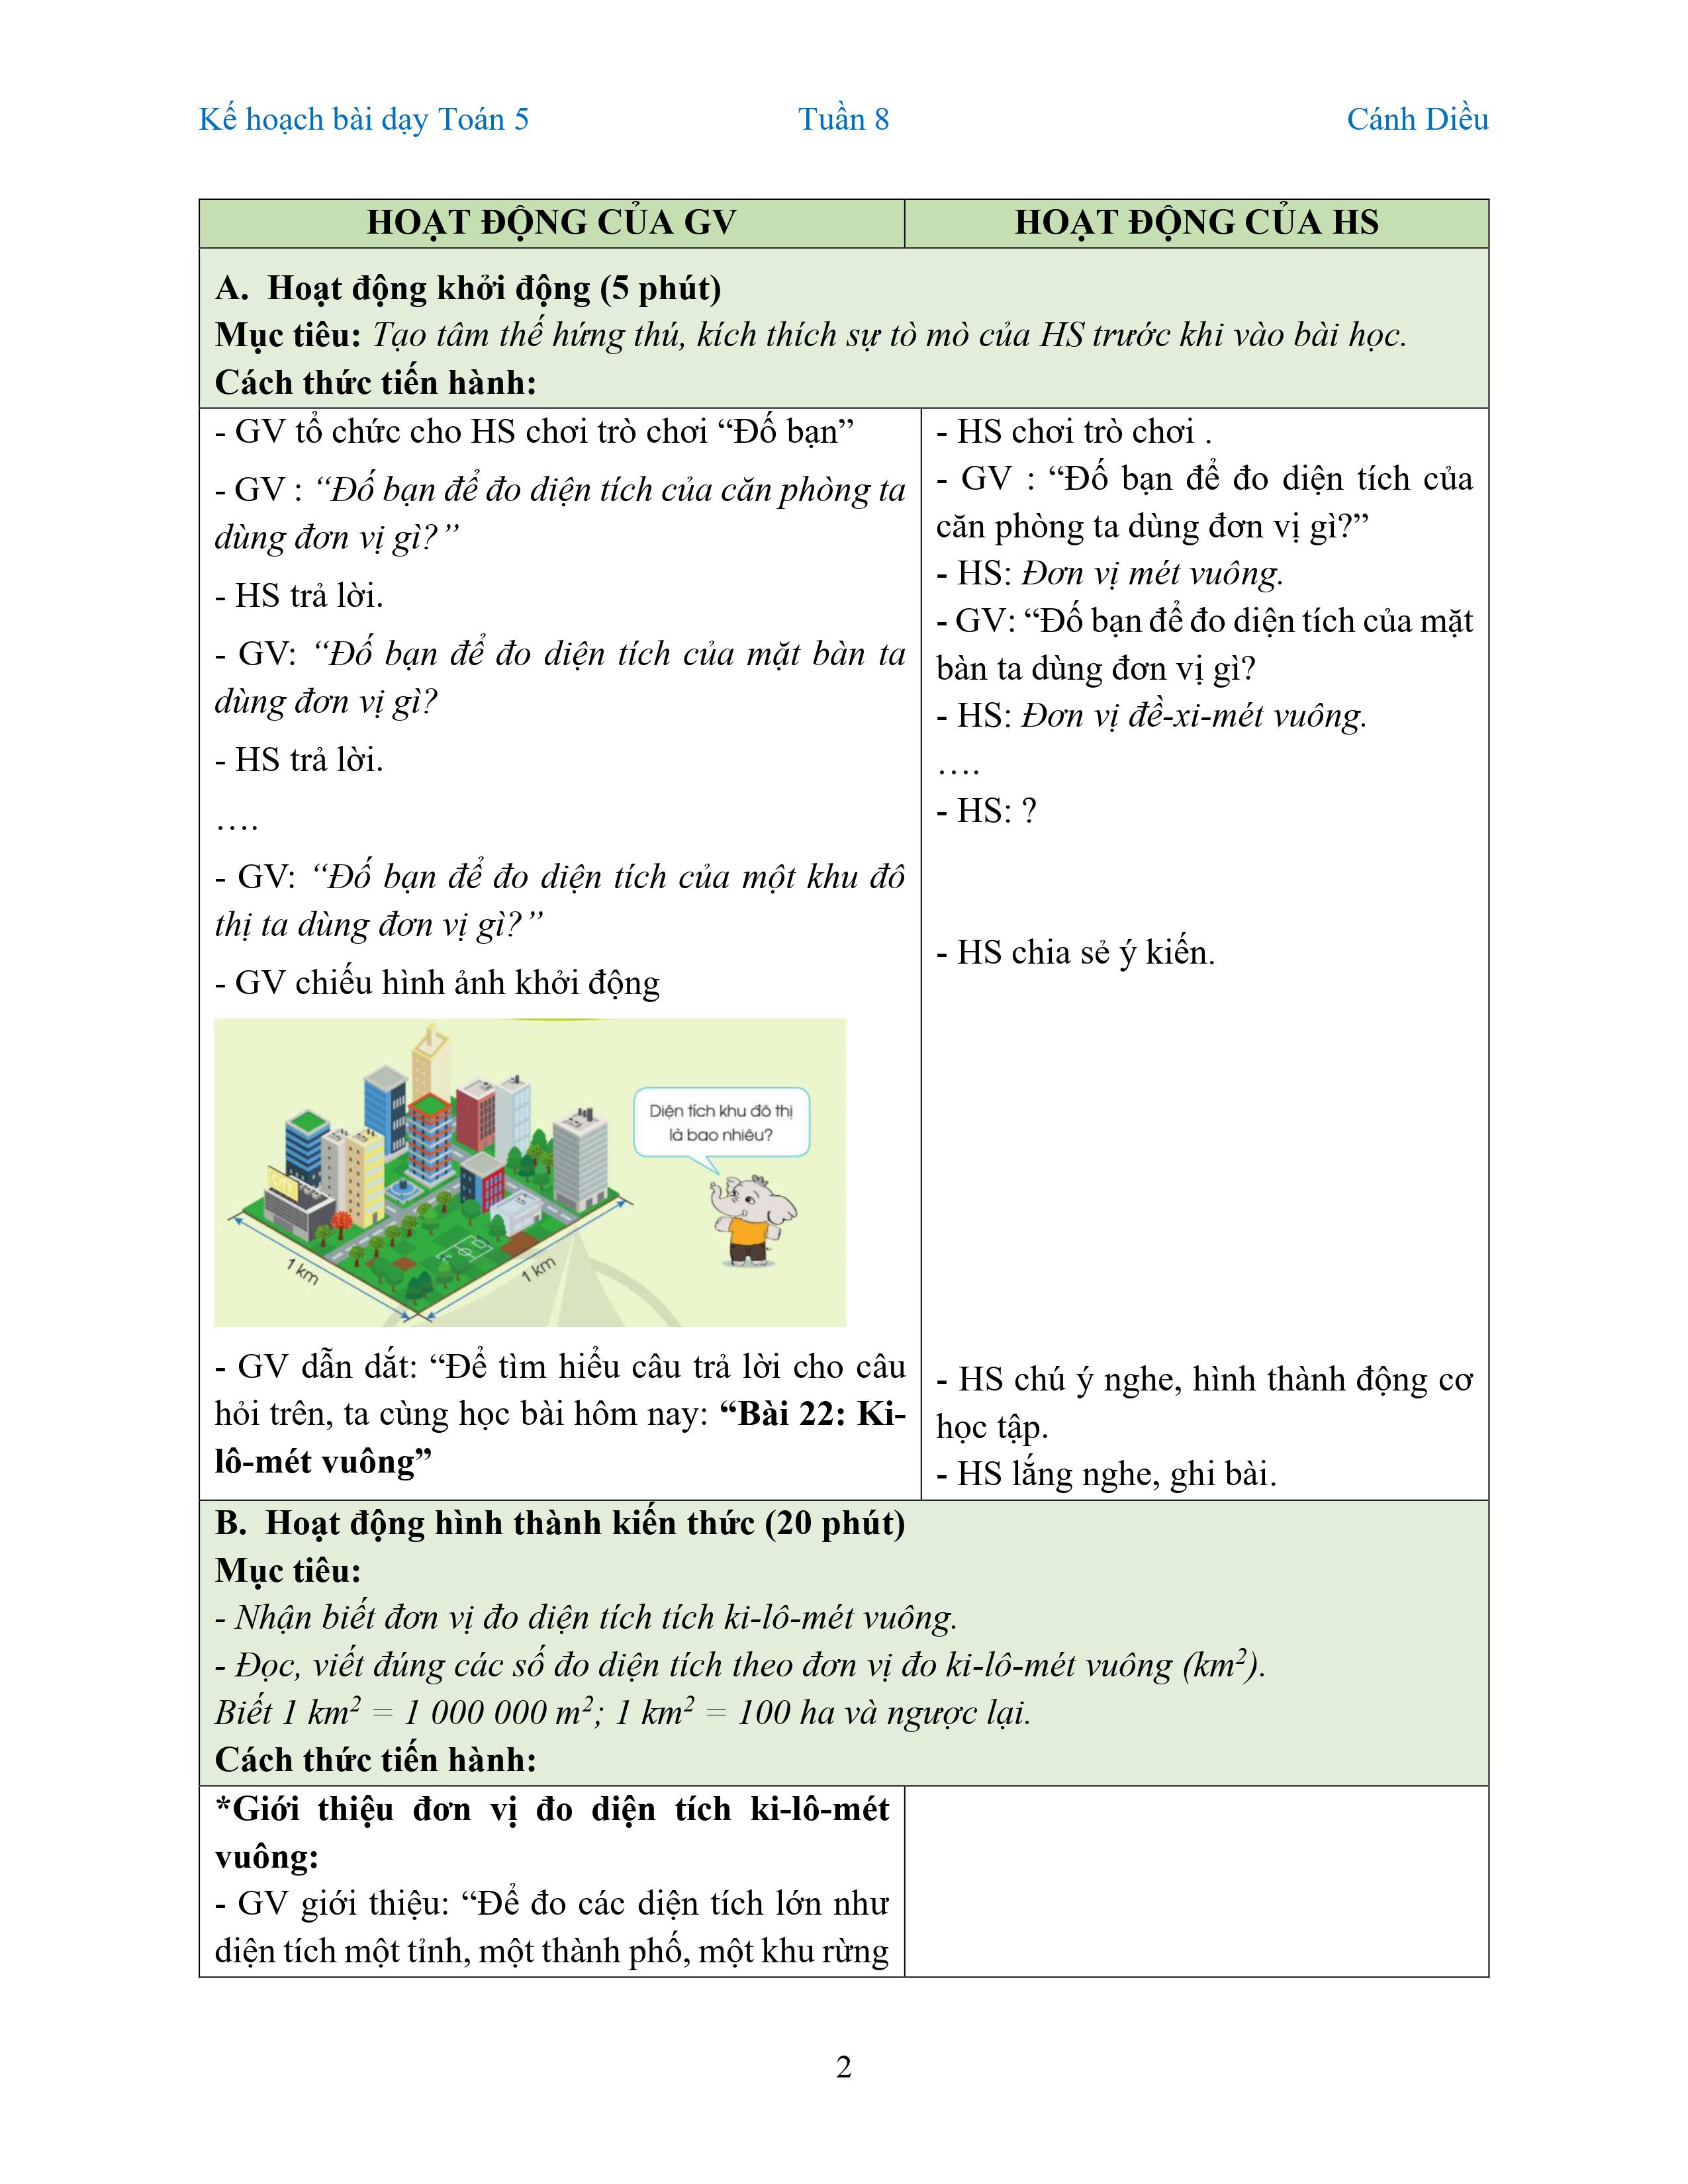 Kế hoạch bài dạy Toán 5 Tuần 8 Cánh Diều
HOẠT ĐỘNG CỦA GV HOẠT ĐỘNG CỦA HS
A. Hoạt động khởi động (5 phút)
Mục tiêu: Tạo tâm thế hứng thú, kích thích sự tò mò của HS trước khi vào bài học.
Cách thức tiến hành:
- GV tổ chức cho HS chơi trò chơi “Đố bạn”
- GV : “Đố bạn để đo diện tích của căn phòng ta
dùng đơn vị gì?”
- HS trả lời.
- GV: “Đố bạn để đo diện tích của mặt bàn ta
dùng đơn vị gì?
- HS trả lời.
….
- GV: “Đố bạn để đo diện tích của một khu đô
thị ta dùng đơn vị gì?”
- GV chiếu hình ảnh khởi động
CITY
Diện tích khu đô thị
là bao nhiêu?
1 km
1 km
- GV dẫn dắt: “Để tìm hiểu câu trả lời cho câu
hỏi trên, ta cùng học bài hôm nay: “Bài 22: Ki-
lô-mét vuông”
- HS chơi trò chơi .
- GV : “Đố bạn để đo diện tích của
căn phòng ta dùng đơn vị gì?”
- HS: Đơn vị mét vuông.
- GV: “Đố bạn để đo diện tích của mặt
bàn ta dùng đơn vị gì?
- HS: Đơn vị đề-xi-mét vuông.
….
- HS: ?
- HS chia sẻ ý kiến.
- HS chú ý nghe, hình thành động cơ
học tập.
- HS lắng nghe, ghi bài.
B. Hoạt động hình thành kiến thức (20 phút)
Mục tiêu:
- Nhận biết đơn vị đo diện tích tích ki-lô-mét vuông.
- Đọc, viết đúng các số đo diện tích theo đơn vị đo ki-lô-mét vuông (km²).
Biết 1 km² = 1 000 000 m²; 1 km² = 100 ha và ngược lại.
Cách thức tiến hành:
*Giới thiệu đơn vị đo diện tích ki-lô-mét
vuông:
- GV giới thiệu: “Để đo các diện tích lớn như
diện tích một tỉnh, một thành phố, một khu rừng
2